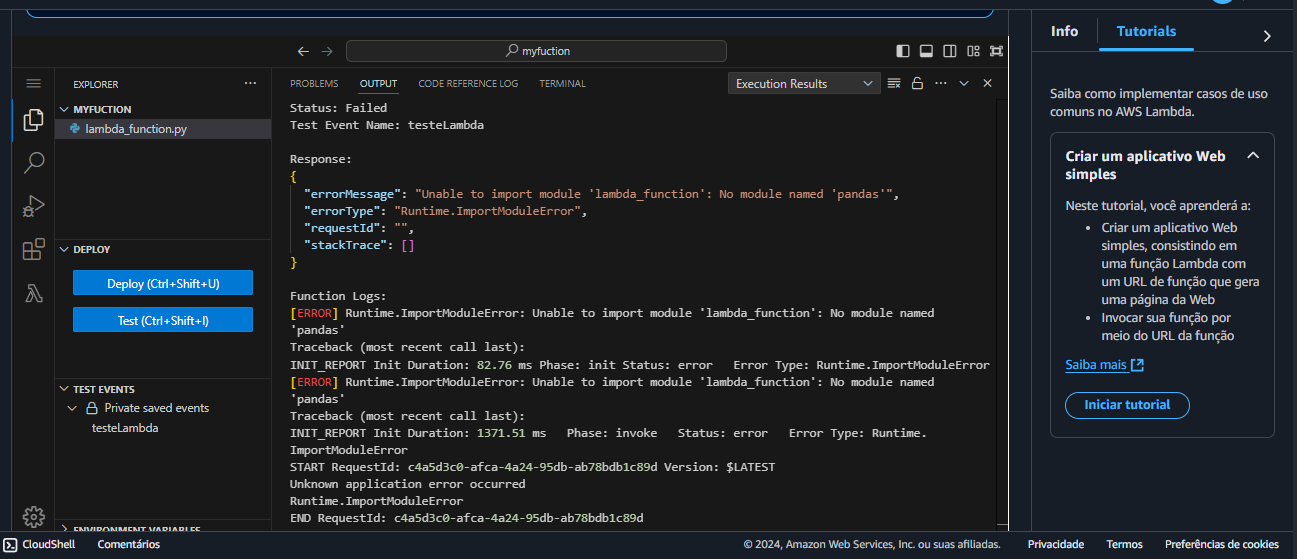 myfuction
Info
Tutorials
EXPLORER
MYFUCTION
lambda_function.py
DEPLOY
Deploy (Ctrl+Shift+U)
Test (Ctrl+Shift+I)
TEST EVENTS
Private saved events
testeLambda
ENVIRONMENT VARIABLES
PROBLEMS OUTPUT CODE REFERENCE LOG TERMINAL
Execution Results
Status: Failed
Test Event Name: testeLambda
Response:
{
"errorMessage": "Unable to import module 'lambda_function': No module named 'pandas'",
"errorType": "Runtime.ImportModuleError",
"requestId": "",
"stackTrace": []
}
Function Logs:
[ERROR] Runtime.ImportModuleError: Unable to import module 'lambda_function': No module named
'pandas'
Traceback (most recent call last):
INIT_REPORT Init Duration: 82.76 ms Phase: init Status: error Error Type: Runtime.ImportModuleError
[ERROR] Runtime.ImportModuleError: Unable to import module 'lambda_function': No module named
'pandas'
Traceback (most recent call last):
INIT_REPORT Init Duration: 1371.51 ms Phase: invoke Status: error Error Type: Runtime.
ImportModuleError
START RequestId: c4a5d3c0-afca-4a24-95db-ab78bdb1c89d Version: $LATEST
Unknown application error occurred
Runtime.ImportModuleError
END RequestId: c4a5d3c0-afca-4a24-95db-ab78bdb1c89d
Saiba como implementar casos de uso
comuns no AWS Lambda.
Criar um aplicativo Web
simples
Neste tutorial, você aprenderá a:
• Criar um aplicativo Web
simples, consistindo em
uma função Lambda com
um URL de função que gera
uma página da Web
• Invocar sua função por
meio do URL da função
Saiba mais
Iniciar tutorial
CloudShell
Comentários
© 2024, Amazon Web Services, Inc. ou suas afiliadas.
Privacidade
Termos
Preferências de cookies